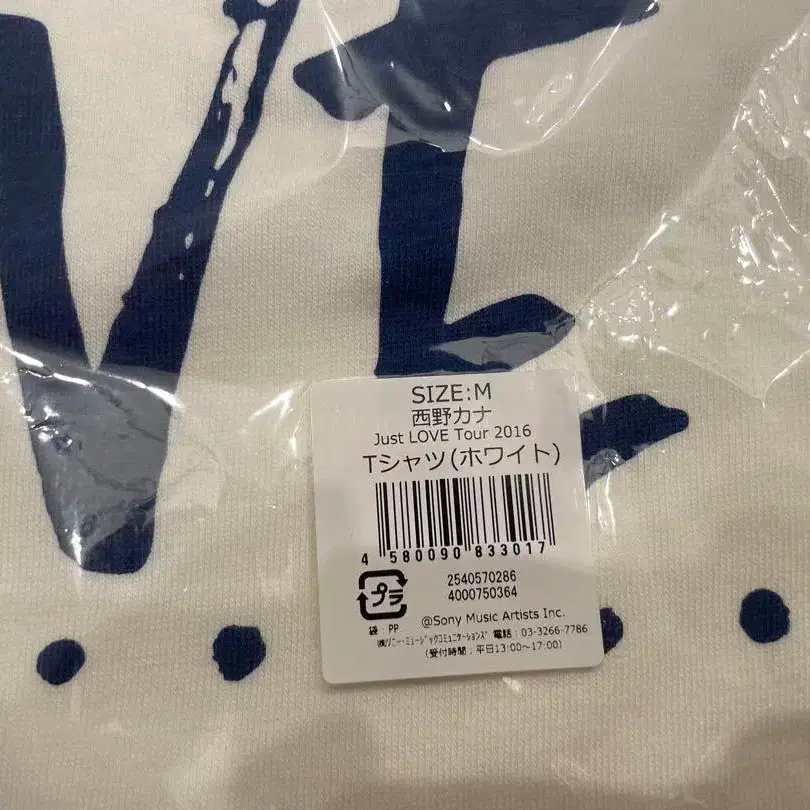 VE
SIZE:M
西野カナ
Just LOVE Tour 2016
Tシャツ(ホワイト)
4 580090 833017
2540570286
4000750364
プラ
袋:PP
@Sony Music Artists Inc.
㈱ソニー・ミュージックコミュニケーションズ 電話:03-3266-7786
(受付時間:平日13:00〜17:00)